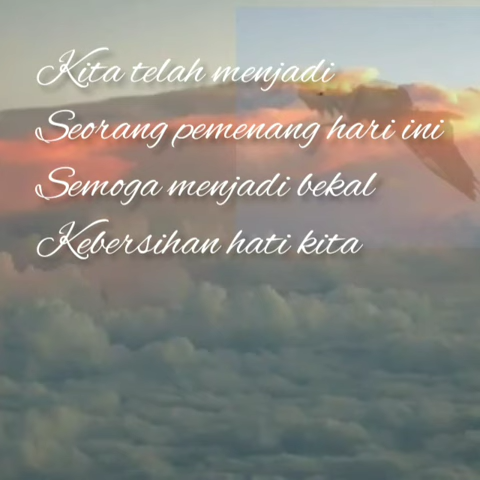 Kita telah menjadi
Seorang pemenang hari ini
Semoga menjadi bekal
Kebersihan hati kita